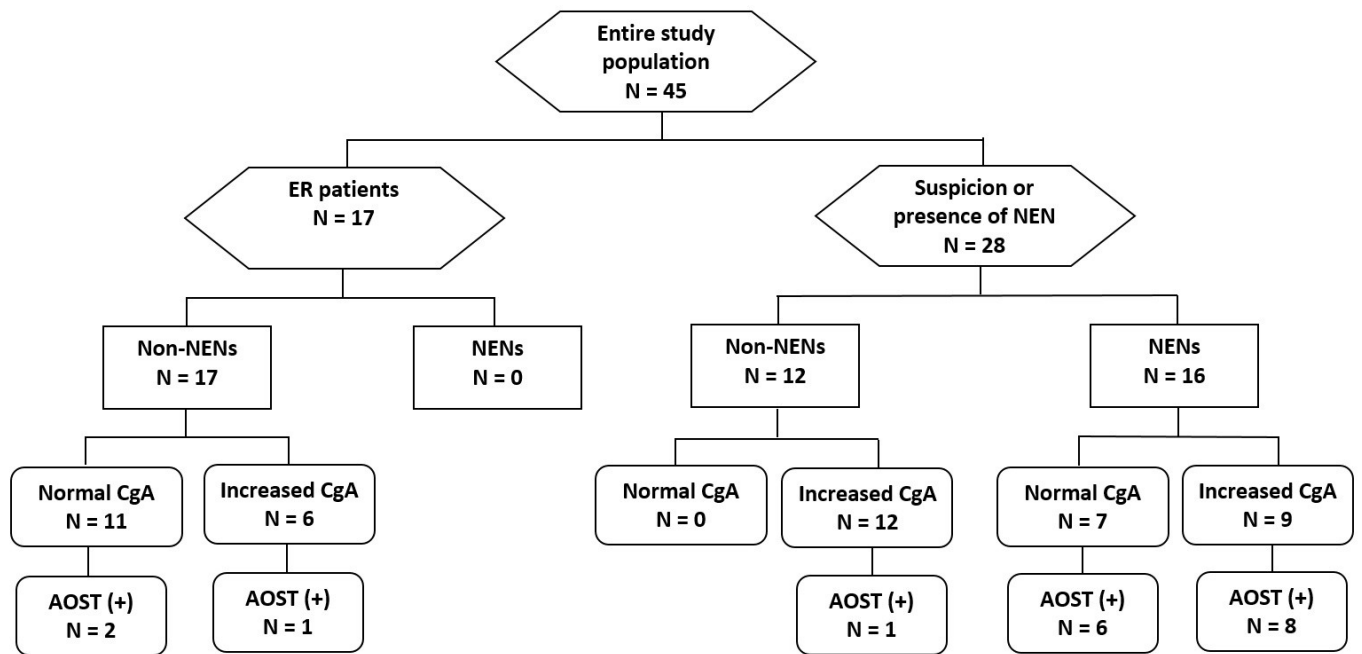 Entire study
population
N = 45
ER patients
N = 17
Suspicion or
presence of NEN
N = 28
Non-NENs
N = 17
NENs
N = 0
Non-NENs
N = 12
NENs
N = 16
Normal CgA
N = 11
Increased CgA
N = 6
Normal CgA
N = 0
Increased CgA
N = 12
Normal CgA
N = 7
Increased CgA
N = 9
AOST (+)
N = 2
AOST (+)
N = 1
AOST (+)
N = 1
AOST (+)
N = 6
AOST (+)
N = 8